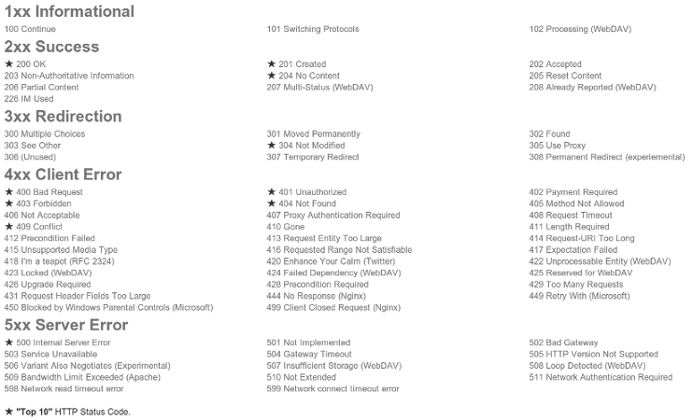 1xx Informational
100 Continue 101 Switching Protocols 102 Processing (WebDAV)
2xx Success
★ 200 OK ★ 201 Created 202 Accepted
203 Non-Authoritative Information ★ 204 No Content 205 Reset Content
206 Partial Content 207 Multi-Status (WebDAV) 208 Already Reported (WebDAV)
226 IM Used
3xx Redirection
300 Multiple Choices 301 Moved Permanently 302 Found
303 See Other ★ 304 Not Modified 305 Use Proxy
306 (Unused) 307 Temporary Redirect 308 Permanent Redirect (experiemental)
4xx Client Error
★ 400 Bad Request ★ 401 Unauthorized 402 Payment Required
★ 403 Forbidden ★ 404 Not Found 405 Method Not Allowed
406 Not Acceptable 407 Proxy Authentication Required 408 Request Timeout
★ 409 Conflict 410 Gone 411 Length Required
412 Precondition Failed 413 Request Entity Too Large 414 Request-URI Too Long
415 Unsupported Media Type 416 Requested Range Not Satisfiable 417 Expectation Failed
418 I'm a teapot (RFC 2324) 420 Enhance Your Calm (Twitter) 422 Unprocessable Entity (WebDAV)
423 Locked (WebDAV) 424 Failed Dependency (WebDAV) 425 Reserved for WebDAV
426 Upgrade Required 428 Precondition Required 429 Too Many Requests
431 Request Header Fields Too Large 444 No Response (Nginx) 449 Retry With (Microsoft)
450 Blocked by Windows Parental Controls (Microsoft) 499 Client Closed Request (Nginx)
5xx Server Error
★ 500 Internal Server Error 501 Not Implemented 502 Bad Gateway
503 Service Unavailable 504 Gateway Timeout 505 HTTP Version Not Supported
506 Variant Also Negotiates (Experimental) 507 Insufficient Storage (WebDAV) 508 Loop Detected (WebDAV)
509 Bandwidth Limit Exceeded (Apache) 510 Not Extended 511 Network Authentication Required
598 Network read timeout error 599 Network connect timeout error
★ "Top 10" HTTP Status Code.